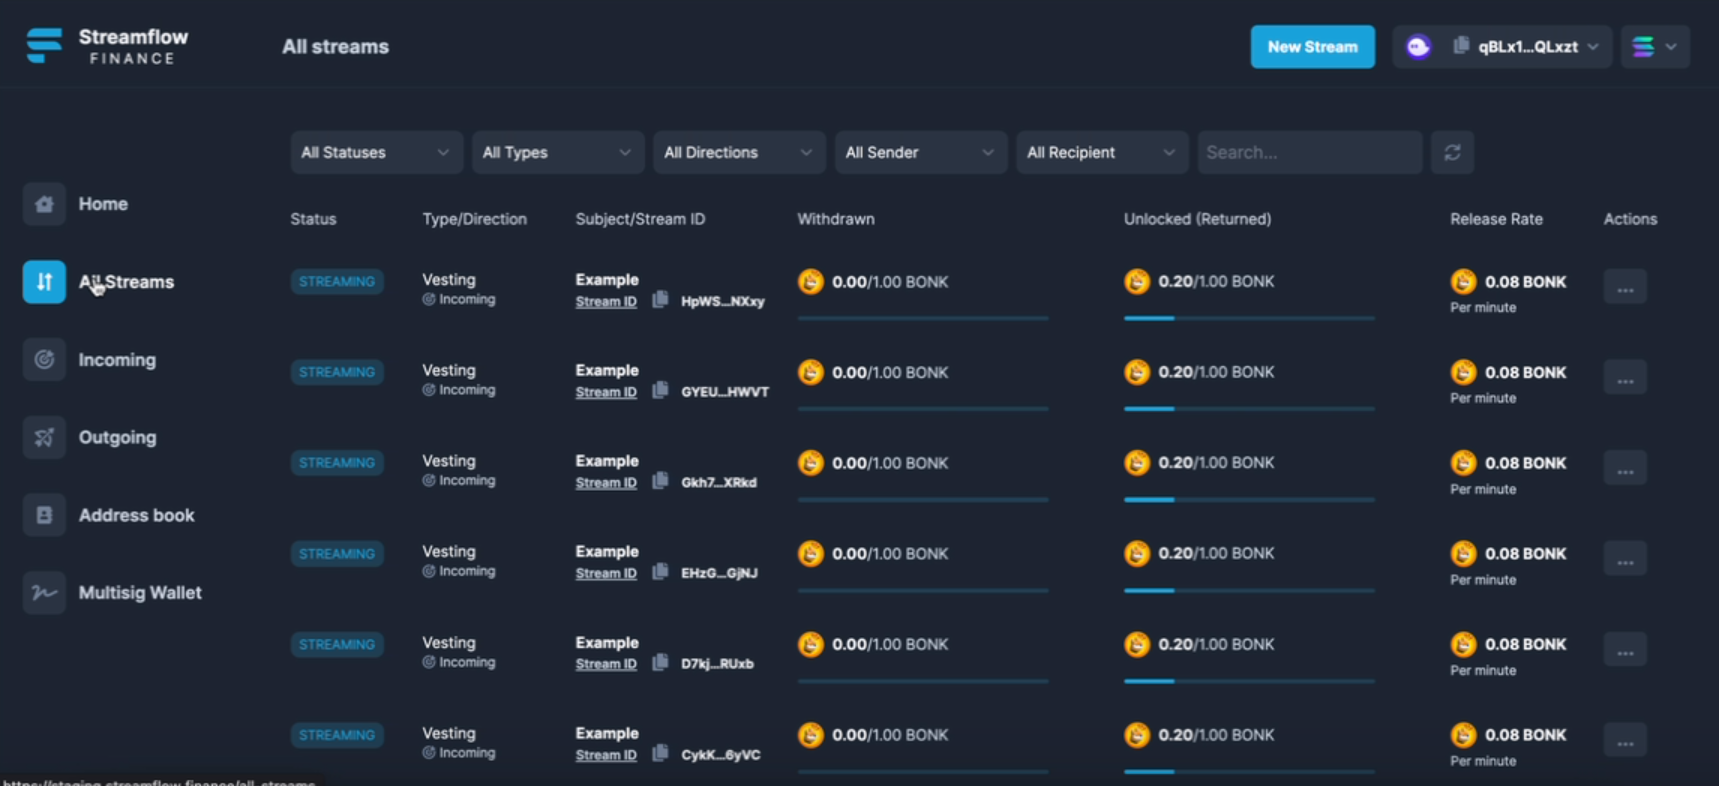 Streamflow
FINANCE
All streams
New Stream
qBLx1...QLxzt
All Statuses
All Types
All Directions
All Sender
All Recipient
Search...
Home
All Streams
Incoming
Outgoing
Address book
Multisig Wallet
Status Type/Direction Subject/Stream ID Withdrawn Unlocked (Returned) Release Rate Actions
STREAMING Vesting Example 0.00/1.00 BONK 0.20/1.00 BONK 0.08 BONK ...
Incoming Stream ID HpWS...NXxy Per minute
STREAMING Vesting Example 0.00/1.00 BONK 0.20/1.00 BONK 0.08 BONK ...
Incoming Stream ID GYEU...HWVT Per minute
STREAMING Vesting Example 0.00/1.00 BONK 0.20/1.00 BONK 0.08 BONK ...
Incoming Stream ID Gkh7...XRkd Per minute
STREAMING Vesting Example 0.00/1.00 BONK 0.20/1.00 BONK 0.08 BONK ...
Incoming Stream ID EHzG...GjNJ Per minute
STREAMING Vesting Example 0.00/1.00 BONK 0.20/1.00 BONK 0.08 BONK ...
Incoming Stream ID D7kj...RUxb Per minute
STREAMING Vesting Example 0.00/1.00 BONK 0.20/1.00 BONK 0.08 BONK ...
Incoming Stream ID CykK...6yVC Per minute
https://staging.streamflow.finance/all_streams